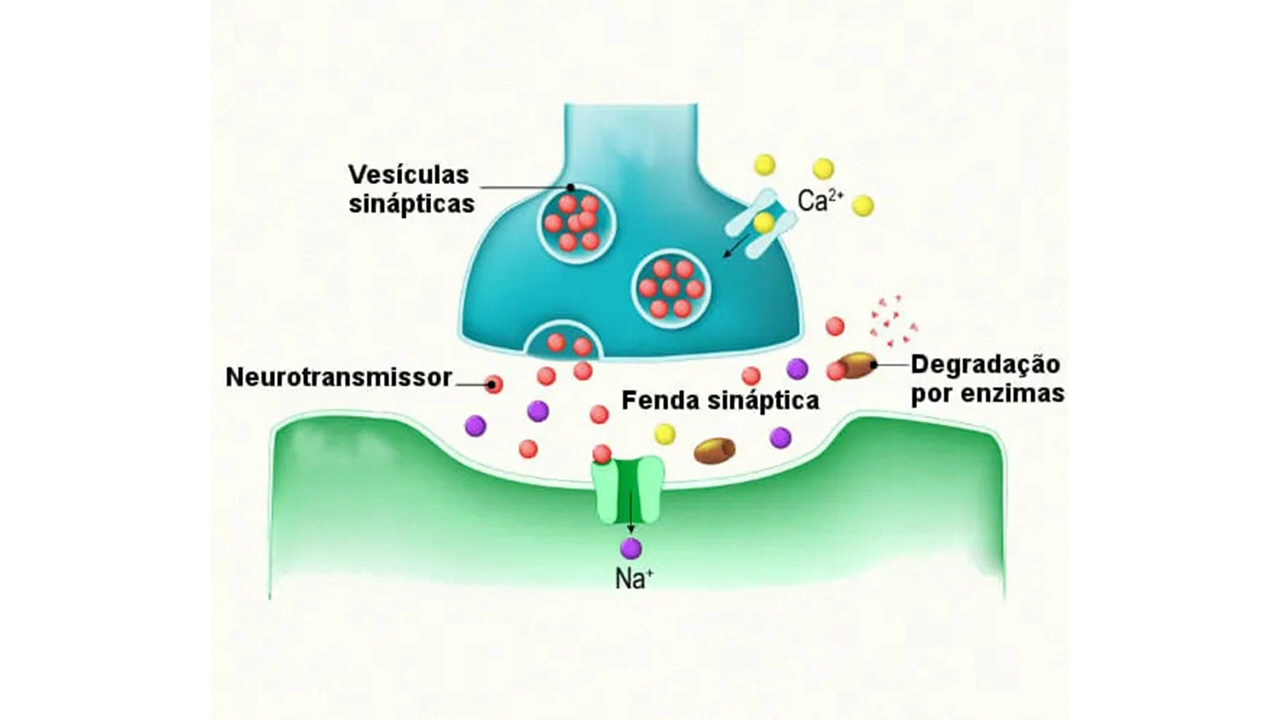 Vesículas
sinápticas
Ca²⁺
Neurotransmissor
Degradação
por enzimas
Fenda sináptica
Na⁺